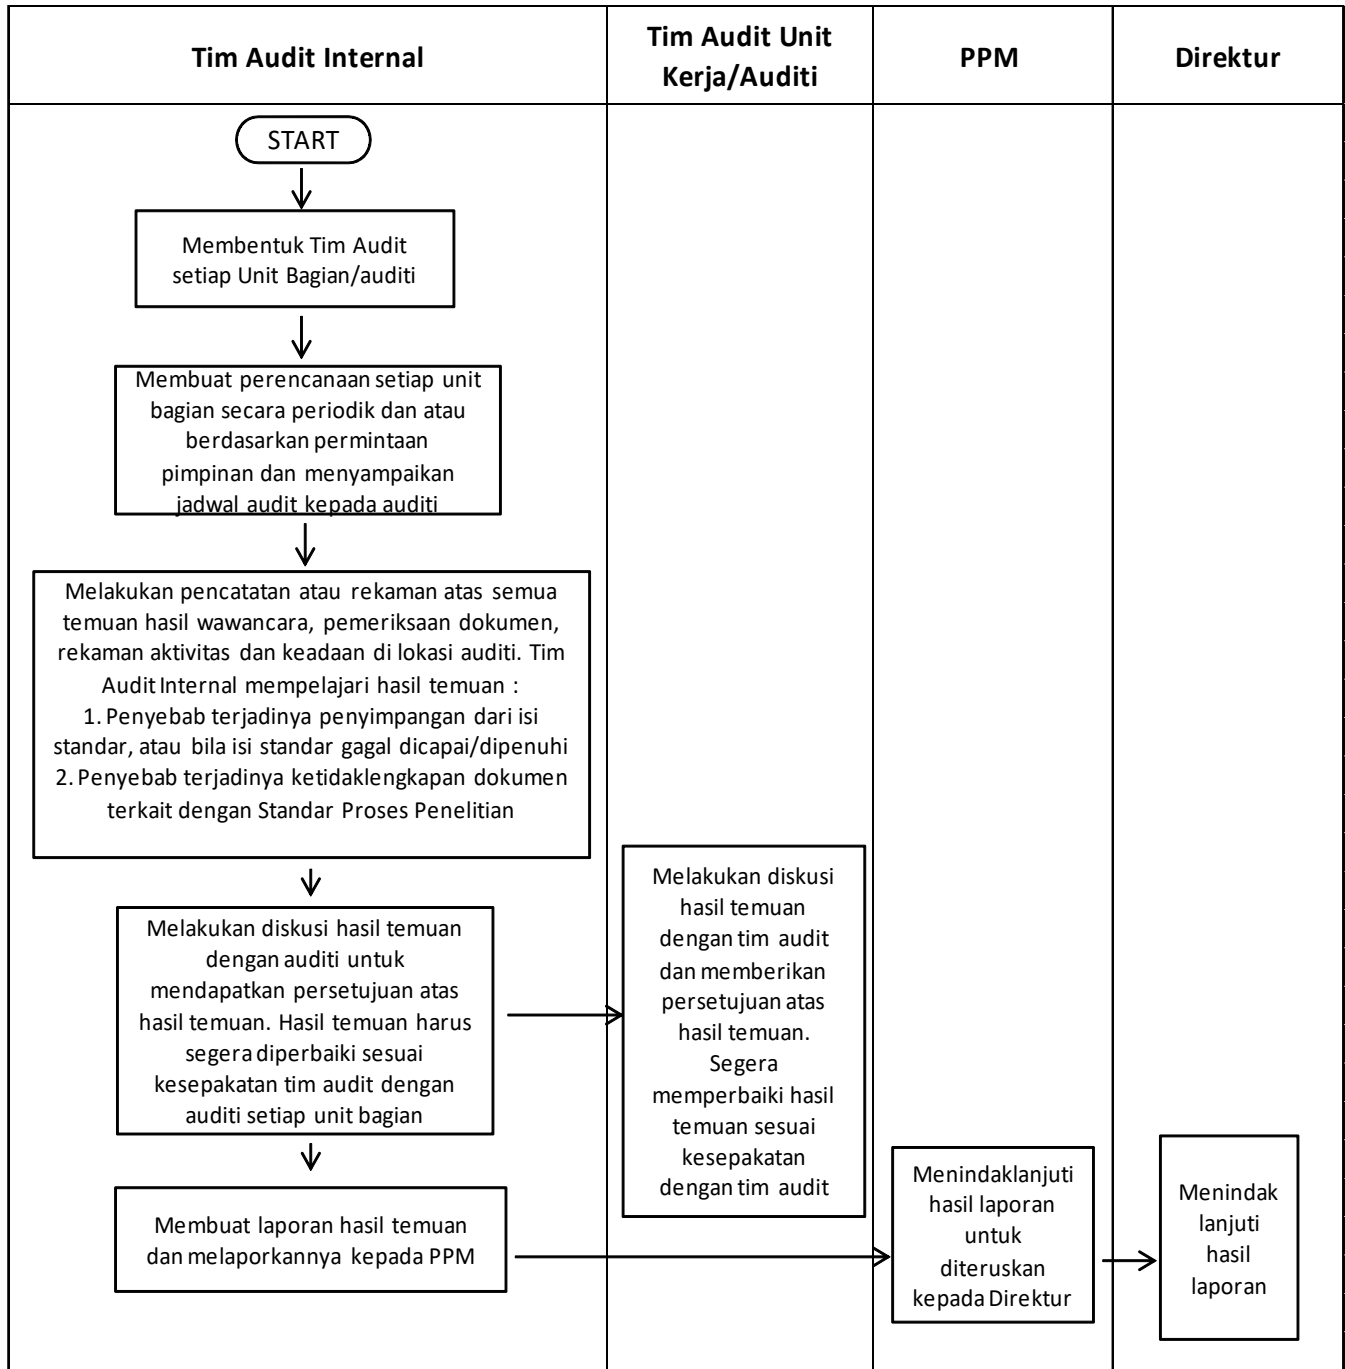 Tim Audit Internal
Tim Audit Unit
Kerja/Auditi
PPM
Direktur
START
Membentuk Tim Audit
setiap Unit Bagian/auditi
Membuat perencanaan setiap unit
bagian secara periodik dan atau
berdasarkan permintaan
pimpinan dan menyampaikan
jadwal audit kepada auditi
Melakukan pencatatan atau rekaman atas semua
temuan hasil wawancara, pemeriksaan dokumen,
rekaman aktivitas dan keadaan di lokasi auditi. Tim
Audit Internal mempelajari hasil temuan :
1. Penyebab terjadinya penyimpangan dari isi
standar, atau bila isi standar gagal dicapai/dipenuhi
2. Penyebab terjadinya ketidaklengkapan dokumen
terkait dengan Standar Proses Penelitian
Melakukan diskusi hasil temuan
dengan auditi untuk
mendapatkan persetujuan atas
hasil temuan. Hasil temuan harus
segera diperbaiki sesuai
kesepakatan tim audit dengan
auditi setiap unit bagian
Melakukan diskusi
hasil temuan
dengan tim audit
dan memberikan
persetujuan atas
hasil temuan.
Segera
memperbaiki hasil
temuan sesuai
kesepakatan
dengan tim audit
Membuat laporan hasil temuan
dan melaporkannya kepada PPM
Menindaklanjuti
hasil laporan
untuk
diteruskan
kepada Direktur
Menindak
lanjuti
hasil
laporan